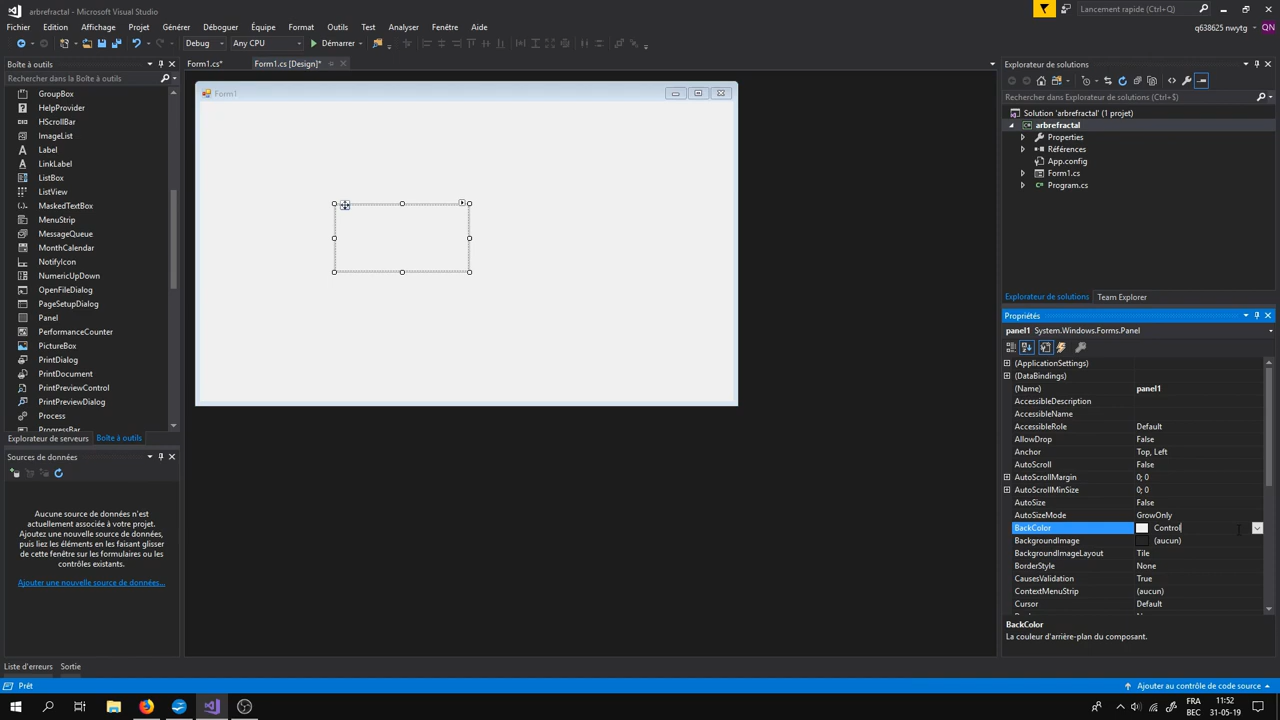 arbrefractal - Microsoft Visual Studio
Lancement rapide (Ctrl+Q)
Fichier Edition Affichage Projet Générer Déboguer Équipe Format Outils Test Analyser Fenêtre Aide
q638625 nwytg QN
Debug Any CPU Démarrer
Boîte à outils
Form1.cs* Form1.cs [Design]*
Explorateur de solutions
Rechercher dans la Boîte à outils
Rechercher dans Explorateur de solutions (Ctrl+$)
GroupBox
HelpProvider
HScrollBar
ImageList
Label
LinkLabel
ListBox
ListView
MaskedTextBox
MenuStrip
MessageQueue
MonthCalendar
NotifyIcon
NumericUpDown
OpenFileDialog
PageSetupDialog
Panel
PerformanceCounter
PictureBox
PrintDialog
PrintDocument
PrintPreviewControl
PrintPreviewDialog
Process
ProgressBar
Explorateur de serveurs Boîte à outils
Sources de données
Aucune source de données n'est
actuellement associée à votre projet.
Ajoutez une nouvelle source de données,
puis liez les éléments en les faisant glisser
de cette fenêtre sur les formulaires ou les
contrôles existants.
Ajouter une nouvelle source de données...
Form1
Solution 'arbrefractal' (1 projet)
arbrefractal
Properties
Références
App.config
Form1.cs
Program.cs
Explorateur de solutions Team Explorer
Propriétés
panel1 System.Windows.Forms.Panel
(ApplicationSettings)
(DataBindings)
(Name) panel1
AccessibleDescription
AccessibleName
AccessibleRole Default
AllowDrop False
Anchor Top, Left
AutoScroll False
AutoScrollMargin 0; 0
AutoScrollMinSize 0; 0
AutoSize False
AutoSizeMode GrowOnly
BackColor Control
BackgroundImage (aucun)
BackgroundImageLayout Tile
BorderStyle None
CausesValidation True
ContextMenuStrip (aucun)
Cursor Default
BackColor
La couleur d'arrière-plan du composant.
Liste d'erreurs Sortie
Prêt
Ajouter au contrôle de code source
FRA
BEC
11:52
31-05-19